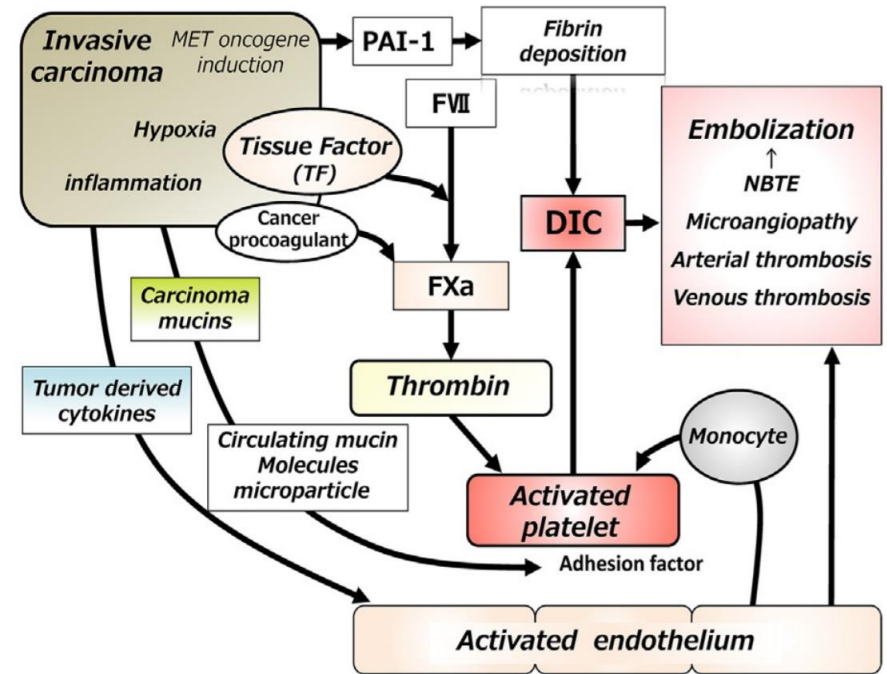 Invasive
carcinoma
MET oncogene
induction
Hypoxia
inflammation
PAI-1
Fibrin
deposition
FⅦ
Tissue Factor
(TF)
Cancer
procoagulant
DIC
Embolization
↑
NBTE
Microangiopathy
Arterial thrombosis
Venous thrombosis
FXa
Carcinoma
mucins
Thrombin
Tumor derived
cytokines
Circulating mucin
Molecules
microparticle
Monocyte
Activated
platelet
Adhesion factor
Activated endothelium